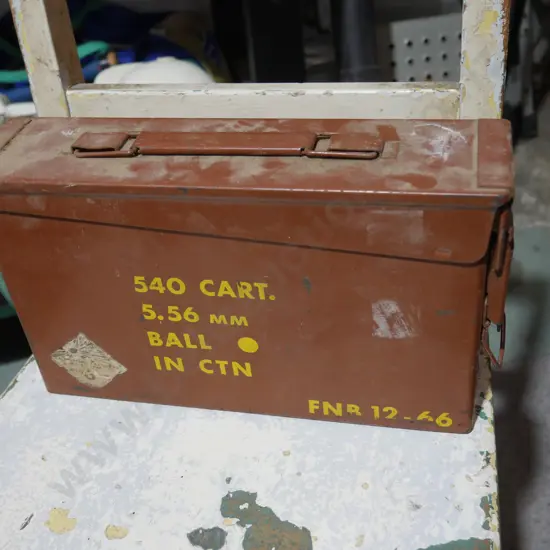 540 CART.
5.56 MM
BALL
IN CTN
FNB 12-66